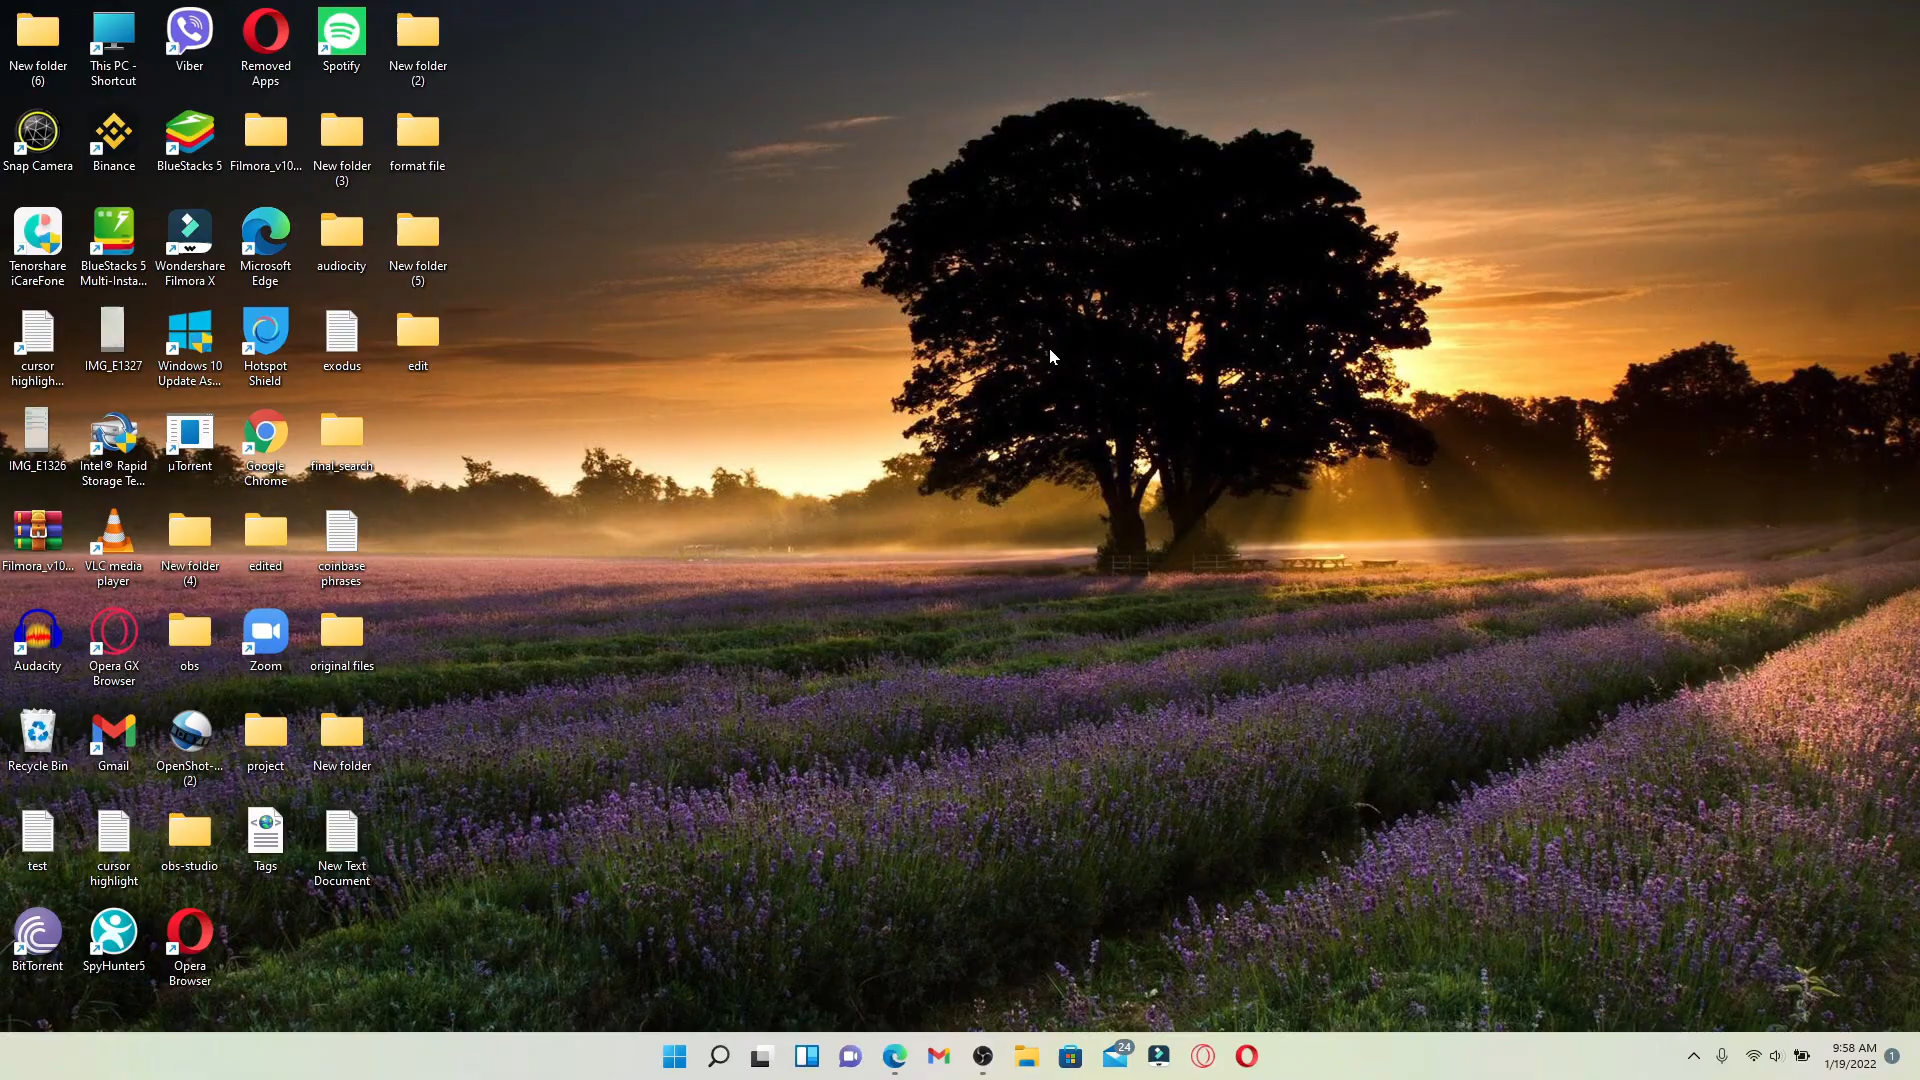 New folder
(6)
This PC -
Shortcut
Viber
Removed
Apps
Spotify
New folder
(2)
Snap Camera
Binance
BlueStacks 5
Filmora_v10...
New folder
(3)
format file
Tenorshare
iCareFone
BlueStacks 5
Multi-Insta...
Wondershare
Filmora X
Microsoft
Edge
audiocity
New folder
(5)
cursor
highligh...
IMG_E1327
Windows 10
Update As...
Hotspot
Shield
exodus
edit
IMG_E1326
Intel® Rapid
Storage Te...
µTorrent
Google
Chrome
final_search
Filmora_v10...
VLC media
player
New folder
(4)
edited
coinbase
phrases
Audacity
Opera GX
Browser
obs
Zoom
original files
Recycle Bin
Gmail
OpenShot-...
(2)
project
New folder
test
cursor
highlight
obs-studio
Tags
New Text
Document
BitTorrent
SpyHunter5
Opera
Browser
24
9:58 AM
1/19/2022
1